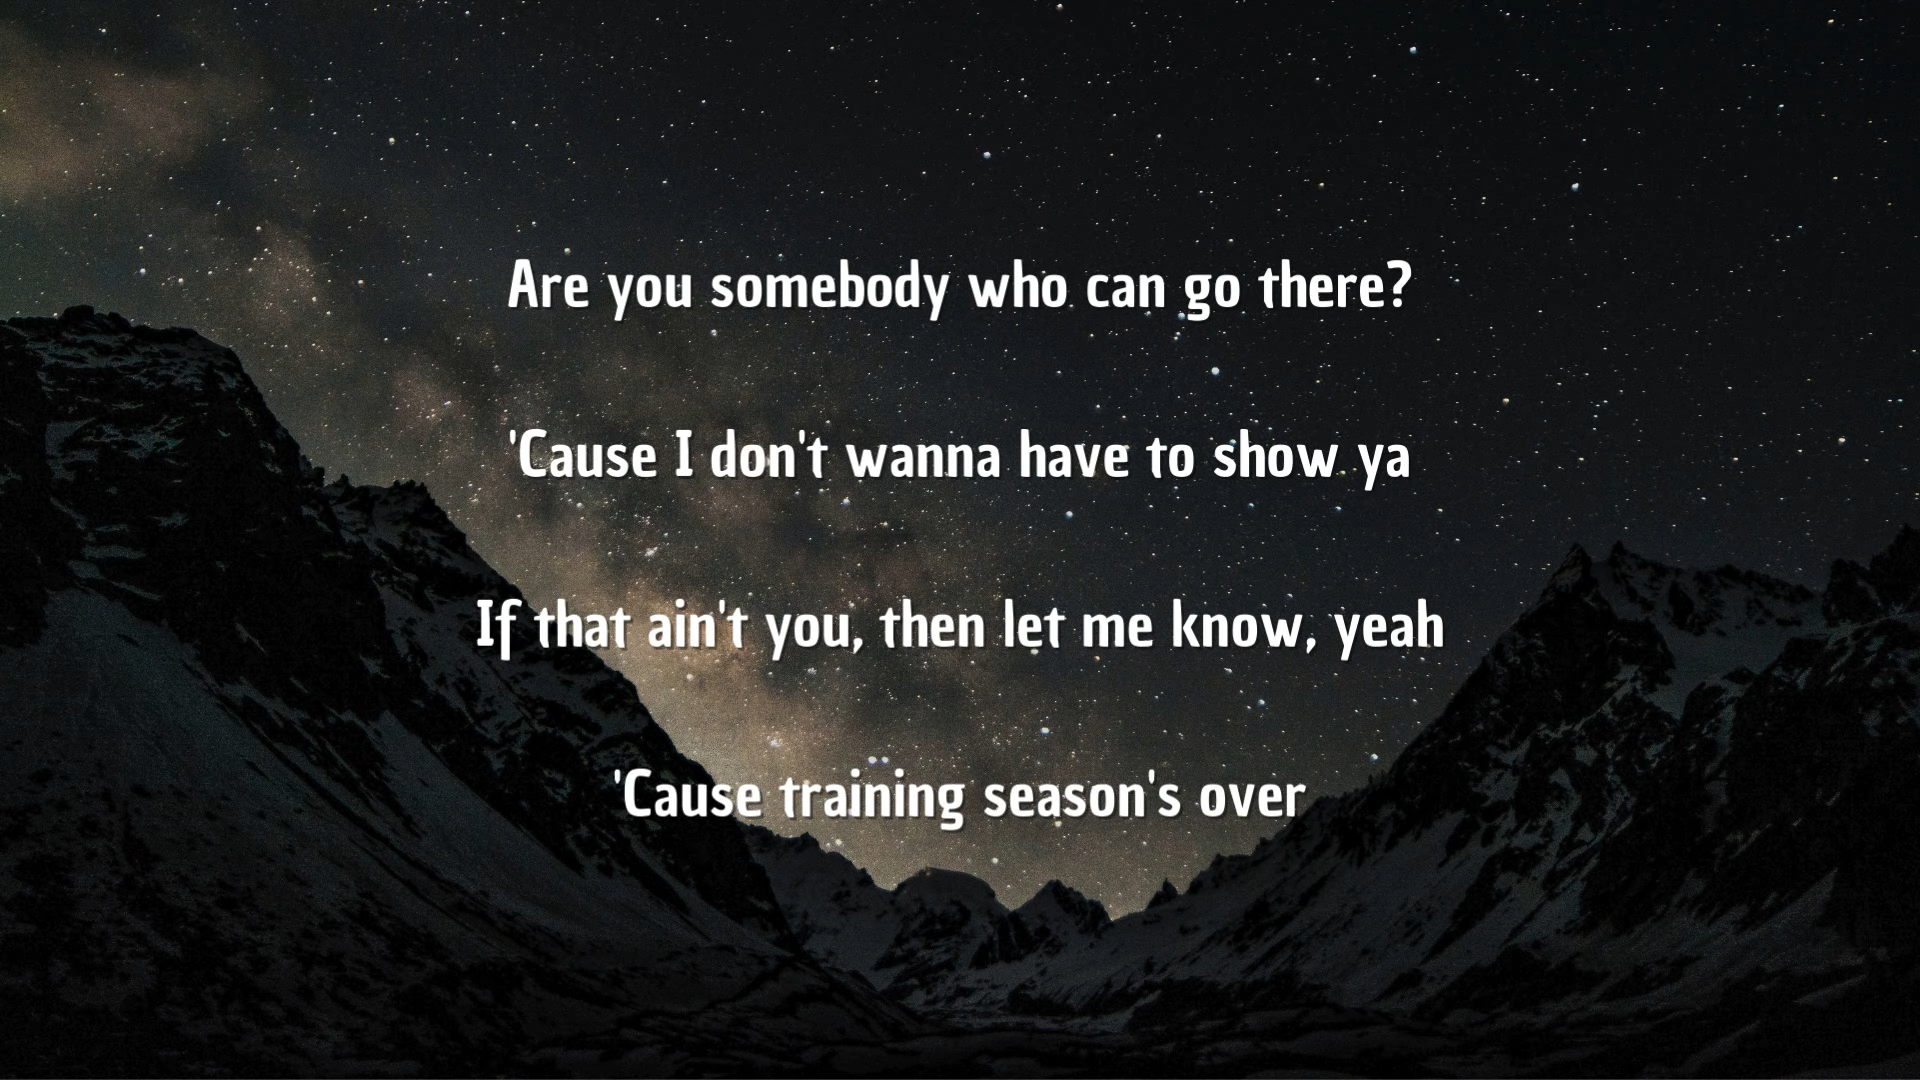 Are you somebody who can go there?
'Cause I don't wanna have to show ya
If that ain't you, then let me know, yeah
'Cause training season's over